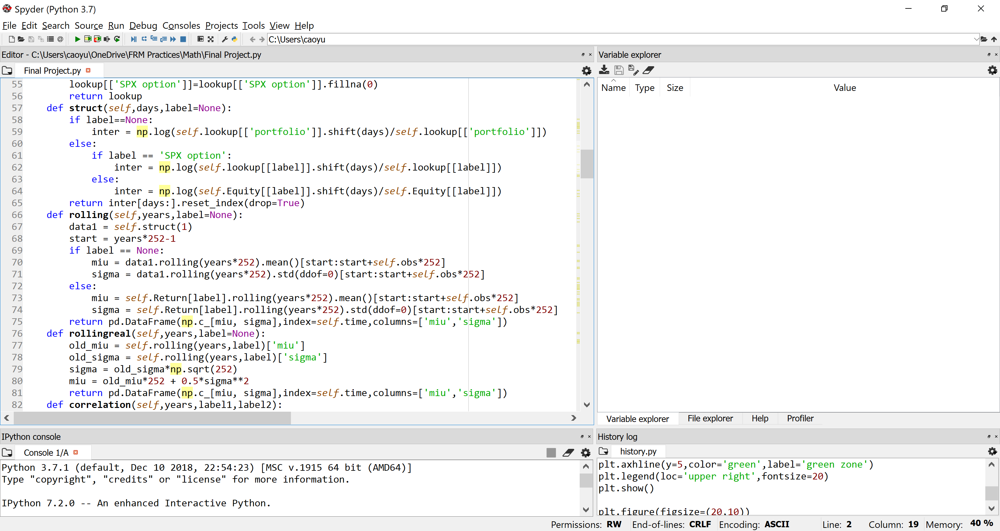 Spyder (Python 3.7)
File Edit Search Source Run Debug Consoles Projects Tools View Help
C:\Users\caoyu
Editor - C:\Users\caoyu\OneDrive\FRM Practices\Math\Final Project.py
Final Project.py
55         lookup[['SPX option']]=lookup[['SPX option']].fillna(0)
56         return lookup
57     def struct(self,days,label=None):
58         if label==None:
59             inter = np.log(self.lookup[['portfolio']].shift(days)/self.lookup[['portfolio']])
60         else:
61             if label == 'SPX option':
62                 inter = np.log(self.lookup[[label]].shift(days)/self.lookup[[label]])
63             else:
64                 inter = np.log(self.Equity[[label]].shift(days)/self.Equity[[label]])
65         return inter[days:].reset_index(drop=True)
66     def rolling(self,years,label=None):
67         data1 = self.struct(1)
68         start = years*252-1
69         if label == None:
70             miu = data1.rolling(years*252).mean()[start:start+self.obs*252]
71             sigma = data1.rolling(years*252).std(ddof=0)[start:start+self.obs*252]
72         else:
73             miu = self.Return[label].rolling(years*252).mean()[start:start+self.obs*252]
74             sigma = self.Return[label].rolling(years*252).std(ddof=0)[start:start+self.obs*252]
75         return pd.DataFrame(np.c_[miu, sigma],index=self.time,columns=['miu','sigma'])
76     def rollingreal(self,years,label=None):
77         old_miu = self.rolling(years,label)['miu']
78         old_sigma = self.rolling(years,label)['sigma']
79         sigma = old_sigma*np.sqrt(252)
80         miu = old_miu*252 + 0.5*sigma**2
81         return pd.DataFrame(np.c_[miu, sigma],index=self.time,columns=['miu','sigma'])
82     def correlation(self,years,label1,label2):
Variable explorer
Name Type Size Value
Variable explorer File explorer Help Profiler
IPython console
Console 1/A
Python 3.7.1 (default, Dec 10 2018, 22:54:23) [MSC v.1915 64 bit (AMD64)]
Type "copyright", "credits" or "license" for more information.
IPython 7.2.0 -- An enhanced Interactive Python.
History log
history.py
plt.axhline(y=5,color='green',label='green zone')
plt.legend(loc='upper right',fontsize=20)
plt.show()
plt.figure(figsize=(20,10))
Permissions: RW End-of-lines: CRLF Encoding: ASCII Line: 2 Column: 19 Memory: 40 %